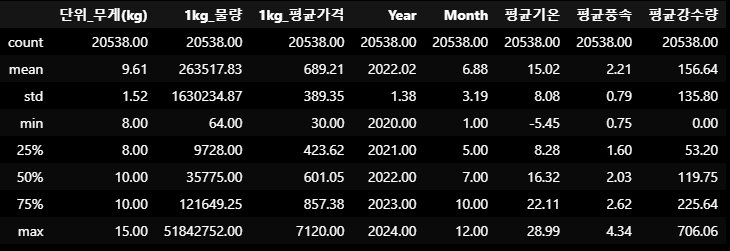 단위_무게(kg) 1kg_물량 1kg_평균가격 Year Month 평균기온 평균풍속 평균강수량
count 20538.00 20538.00 20538.00 20538.00 20538.00 20538.00 20538.00 20538.00
mean 9.61 263517.83 689.21 2022.02 6.88 15.02 2.21 156.64
std 1.52 1630234.87 389.35 1.38 3.19 8.08 0.79 135.80
min 8.00 64.00 30.00 2020.00 1.00 -5.45 0.75 0.00
25% 8.00 9728.00 423.62 2021.00 5.00 8.28 1.60 53.20
50% 10.00 35775.00 601.05 2022.00 7.00 16.32 2.03 119.75
75% 10.00 121649.25 857.38 2023.00 10.00 22.11 2.62 225.64
max 15.00 51842752.00 7120.00 2024.00 12.00 28.99 4.34 706.06